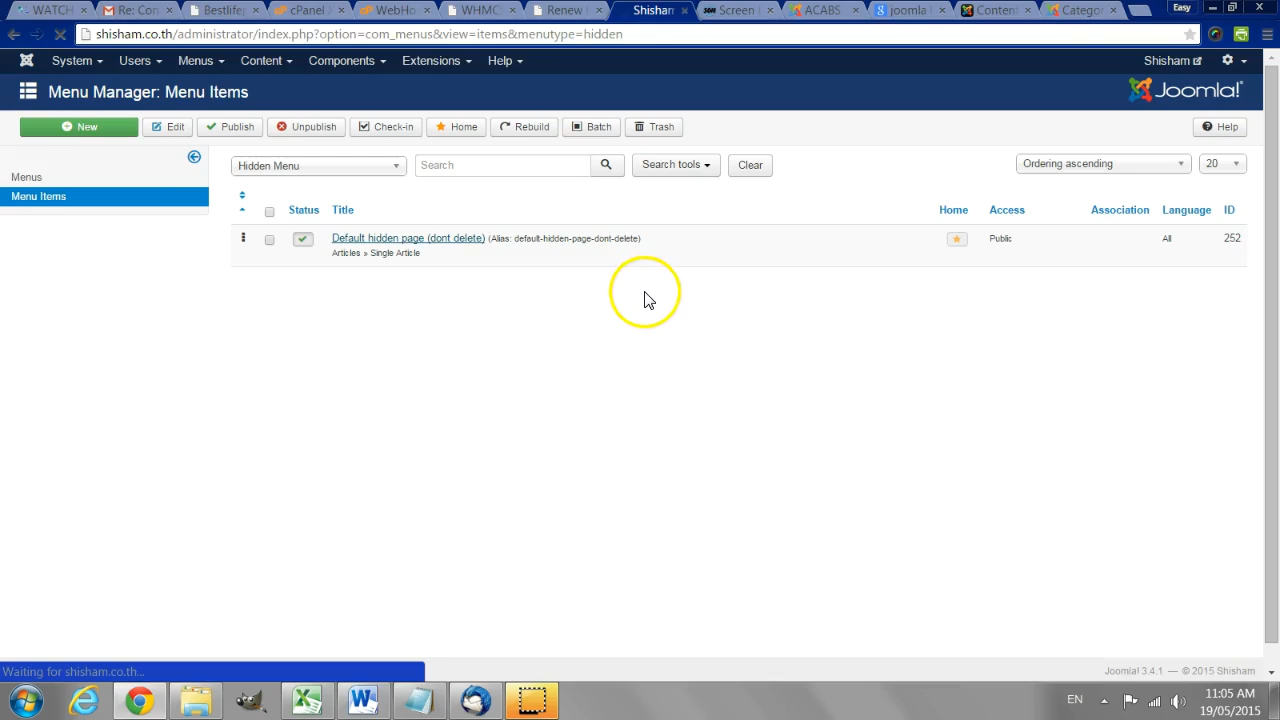 WATCH
Re: Con
Bestlifep
cPanel X
WebHo
WHMCS
Renew
Shisham
Screen
ACABS
joomla
Content
Categor
Easy
shisham.co.th/administrator/index.php?option=com_menus&view=items&menutype=hidden
System Users Menus Content Components Extensions Help Shisham
Menu Manager: Menu Items
Joomla!
New Edit Publish Unpublish Check-in Home Rebuild Batch Trash Help
Menus
Menu Items
Hidden Menu Search Search tools Clear Ordering ascending 20
Status Title Home Access Association Language ID
Default hidden page (dont delete) (Alias: default-hidden-page-dont-delete) Public All 252
Articles » Single Article
Waiting for shisham.co.th...
Joomla! 3.4.1 — © 2015 Shisham
EN
11:05 AM
19/05/2015